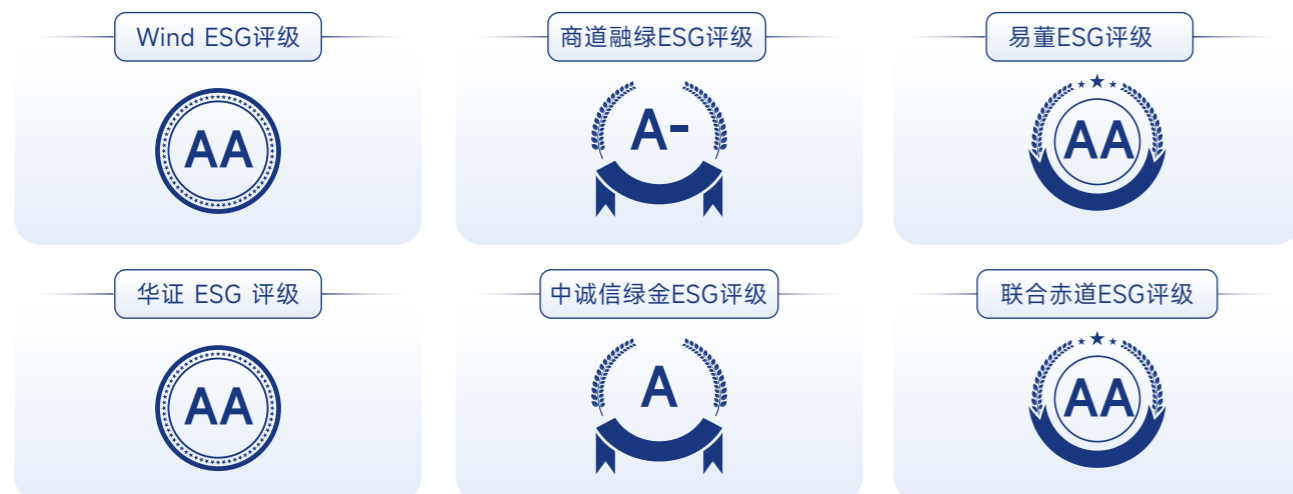 Wind ESG评级
AA
商道融绿ESG评级
A-
易董ESG评级
AA
华证 ESG 评级
AA
中诚信绿金ESG评级
A
联合赤道ESG评级
AA